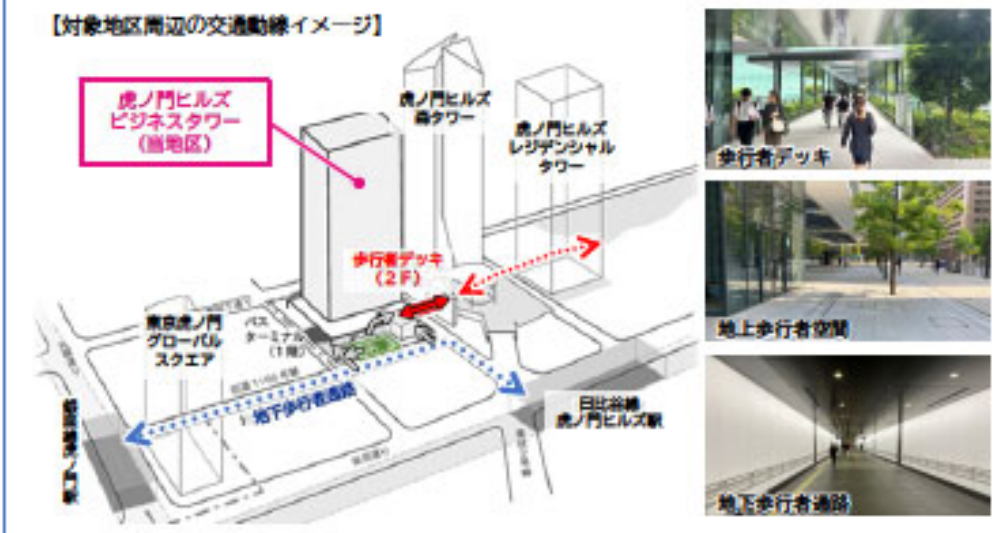 【対象地区周辺の交通動線イメージ】
虎ノ門ヒルズ
ビジネスタワー
(当地区)
虎ノ門ヒルズ
森タワー
虎ノ門ヒルズ
レジデンシャル
タワー
歩行者デッキ
(2F)
東京虎ノ門
グローバル
スクエア
バス
ターミナル
(1階)
地下歩行者通路
日比谷線
虎ノ門ヒルズ駅
歩行者デッキ
地上歩行者空間
地下歩行者通路